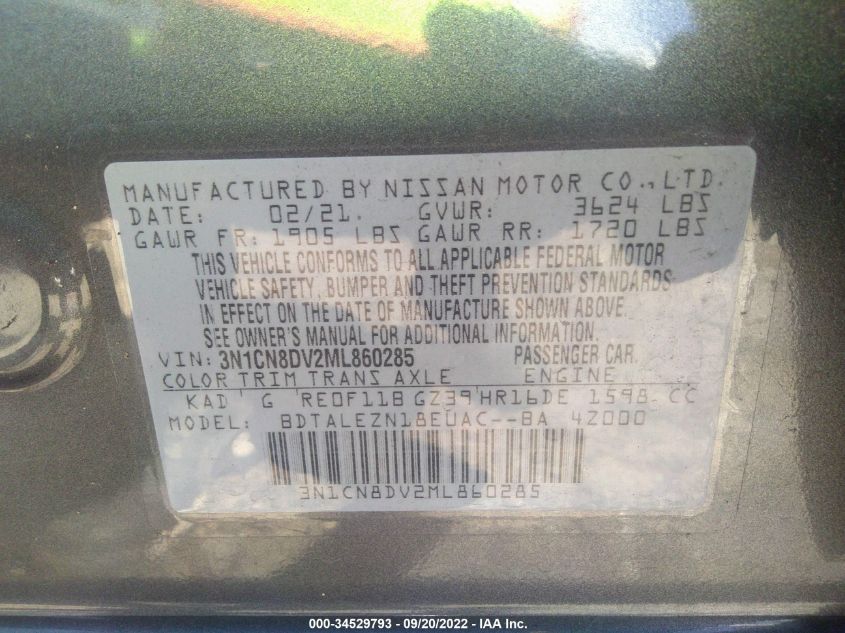 MANUFACTURED BY NISSAN MOTOR CO., LTD.
DATE: 02/21. GVWR: 3624 LBS
GAWR FR: 1905 LBS GAWR RR: 1720 LBS
THIS VEHICLE CONFORMS TO ALL APPLICABLE FEDERAL MOTOR
VEHICLE SAFETY, BUMPER AND THEFT PREVENTION STANDARDS
IN EFFECT ON THE DATE OF MANUFACTURE SHOWN ABOVE.
SEE OWNER'S MANUAL FOR ADDITIONAL INFORMATION.
VIN: 3N1CN8DV2ML860285 PASSENGER CAR.
COLOR TRIM TRANS AXLE ENGINE
KAD G RE0F11B GZ39 HR16DE 1598 CC
MODEL: BDTALEZN18EUAC--BA 42000
3N1CN8DV2ML860285
000-34529793 - 09/20/2022 - IAA Inc.